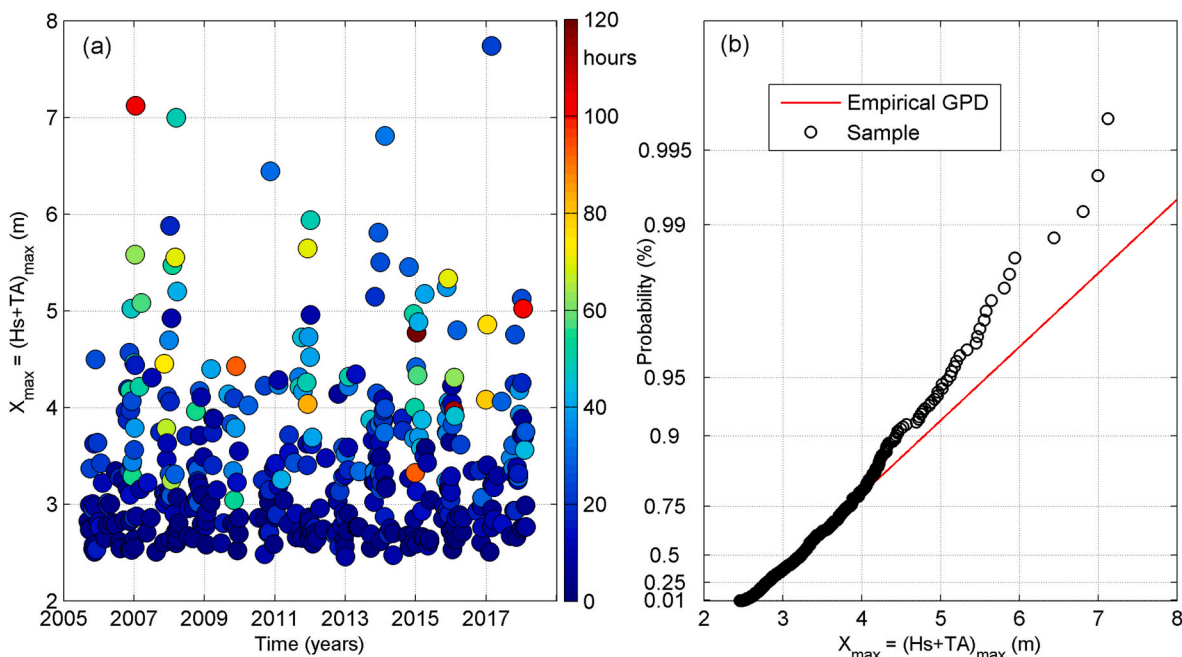 (a)
8
7
6
5
4
3
2
X_max = (Hs+TA)_max (m)
2005 2007 2009 2011 2013 2015 2017
Time (years)
120
hours
100
80
60
40
20
0
(b)
Empirical GPD
Sample
0.995
0.99
0.95
0.9
0.75
0.5
0.25
0.01
Probability (%)
2 3 4 5 6 7 8
X_max = (Hs+TA)_max (m)